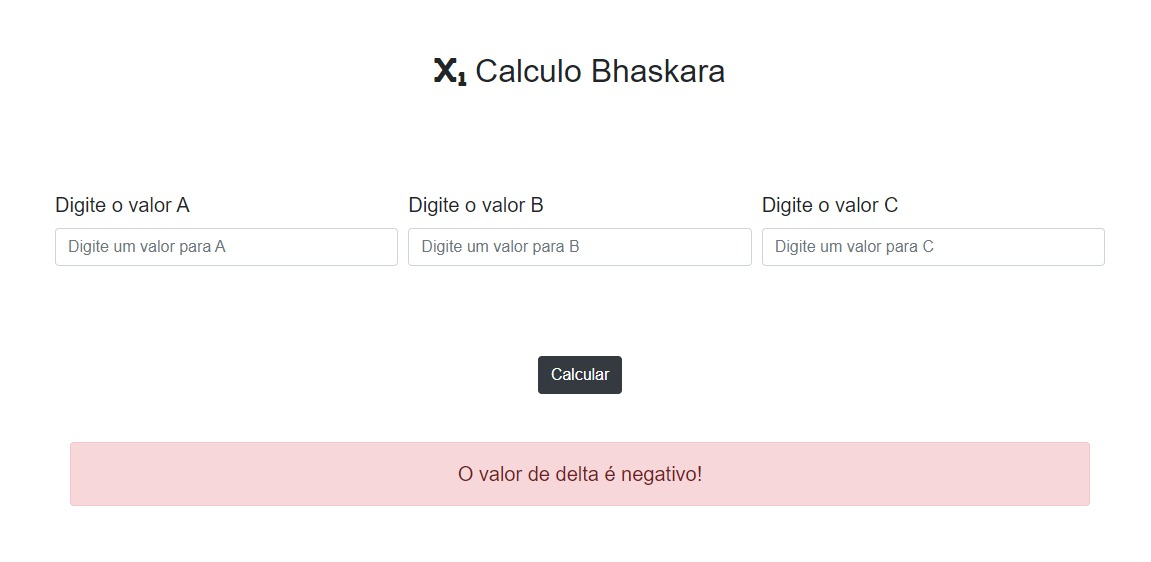 X₁ Calculo Bhaskara
Digite o valor A
Digite o valor B
Digite o valor C
Digite um valor para A
Digite um valor para B
Digite um valor para C
Calcular
O valor de delta é negativo!